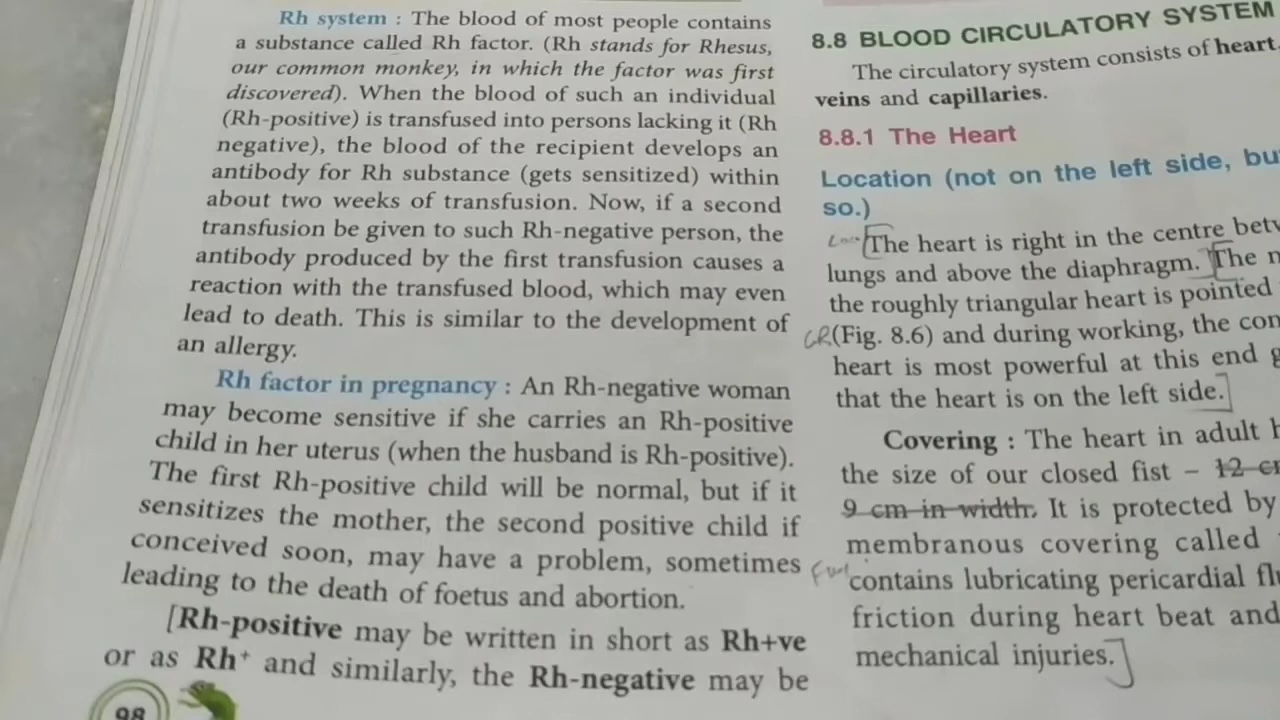 Rh system : The blood of most people contains
a substance called Rh factor. (Rh stands for Rhesus,
our common monkey, in which the factor was first
discovered). When the blood of such an individual
(Rh-positive) is transfused into persons lacking it (Rh
negative), the blood of the recipient develops an
antibody for Rh substance (gets sensitized) within
about two weeks of transfusion. Now, if a second
transfusion be given to such Rh-negative person, the
antibody produced by the first transfusion causes a
reaction with the transfused blood, which may even
lead to death. This is similar to the development of
an allergy.
Rh factor in pregnancy : An Rh-negative woman
may become sensitive if she carries an Rh-positive
child in her uterus (when the husband is Rh-positive).
The first Rh-positive child will be normal, but if it
sensitizes the mother, the second positive child if
conceived soon, may have a problem, sometimes
leading to the death of foetus and abortion.
[Rh-positive may be written in short as Rh+ve
or as Rh⁺ and similarly, the Rh-negative may be
98
8.8 BLOOD CIRCULATORY SYSTEM
The circulatory system consists of heart,
veins and capillaries.
8.8.1 The Heart
Location (not on the left side, bu
so.)
The heart is right in the centre betw
lungs and above the diaphragm. The n
the roughly triangular heart is pointed
(Fig. 8.6) and during working, the con
heart is most powerful at this end g
that the heart is on the left side.]
Covering : The heart in adult h
the size of our closed fist – 12 cm
9 cm in width. It is protected by
membranous covering called
contains lubricating pericardial flu
friction during heart beat and
mechanical injuries.]